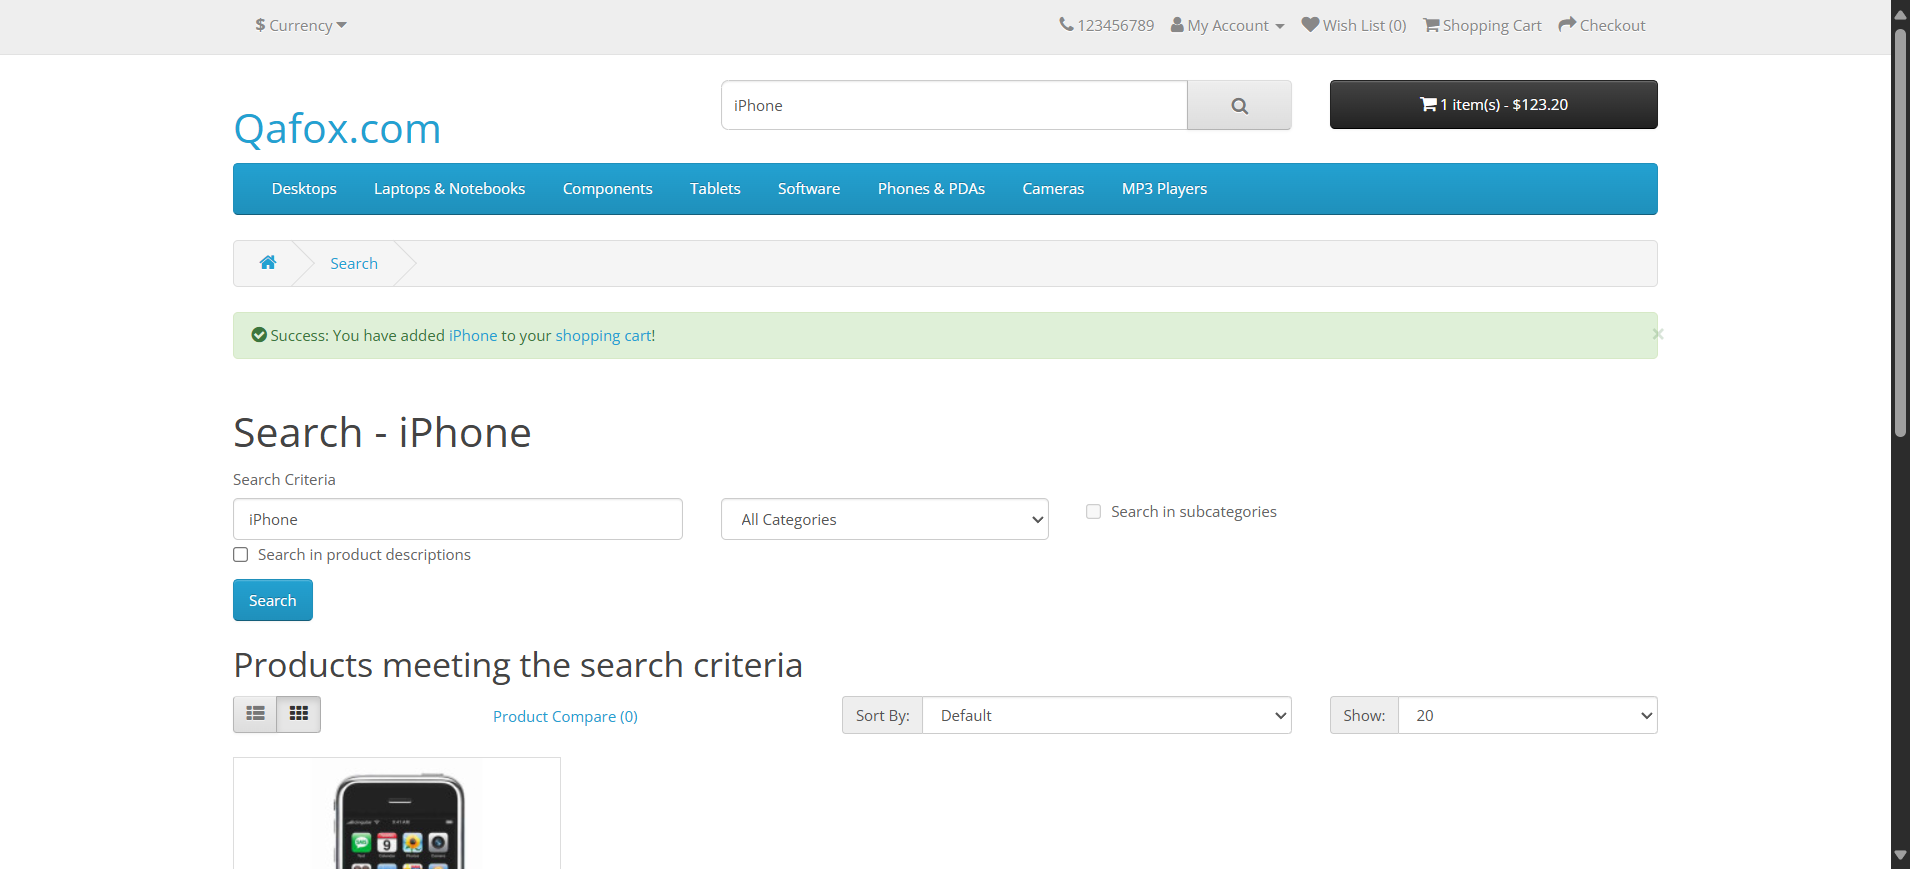 $ Currency
123456789 My Account Wish List (0) Shopping Cart Checkout
Qafox.com
iPhone
1 item(s) - $123.20
Desktops Laptops & Notebooks Components Tablets Software Phones & PDAs Cameras MP3 Players
Search
Success: You have added iPhone to your shopping cart!
×
Search - iPhone
Search Criteria
iPhone
All Categories
Search in subcategories
Search in product descriptions
Search
Products meeting the search criteria
Product Compare (0)
Sort By: Default
Show: 20
9